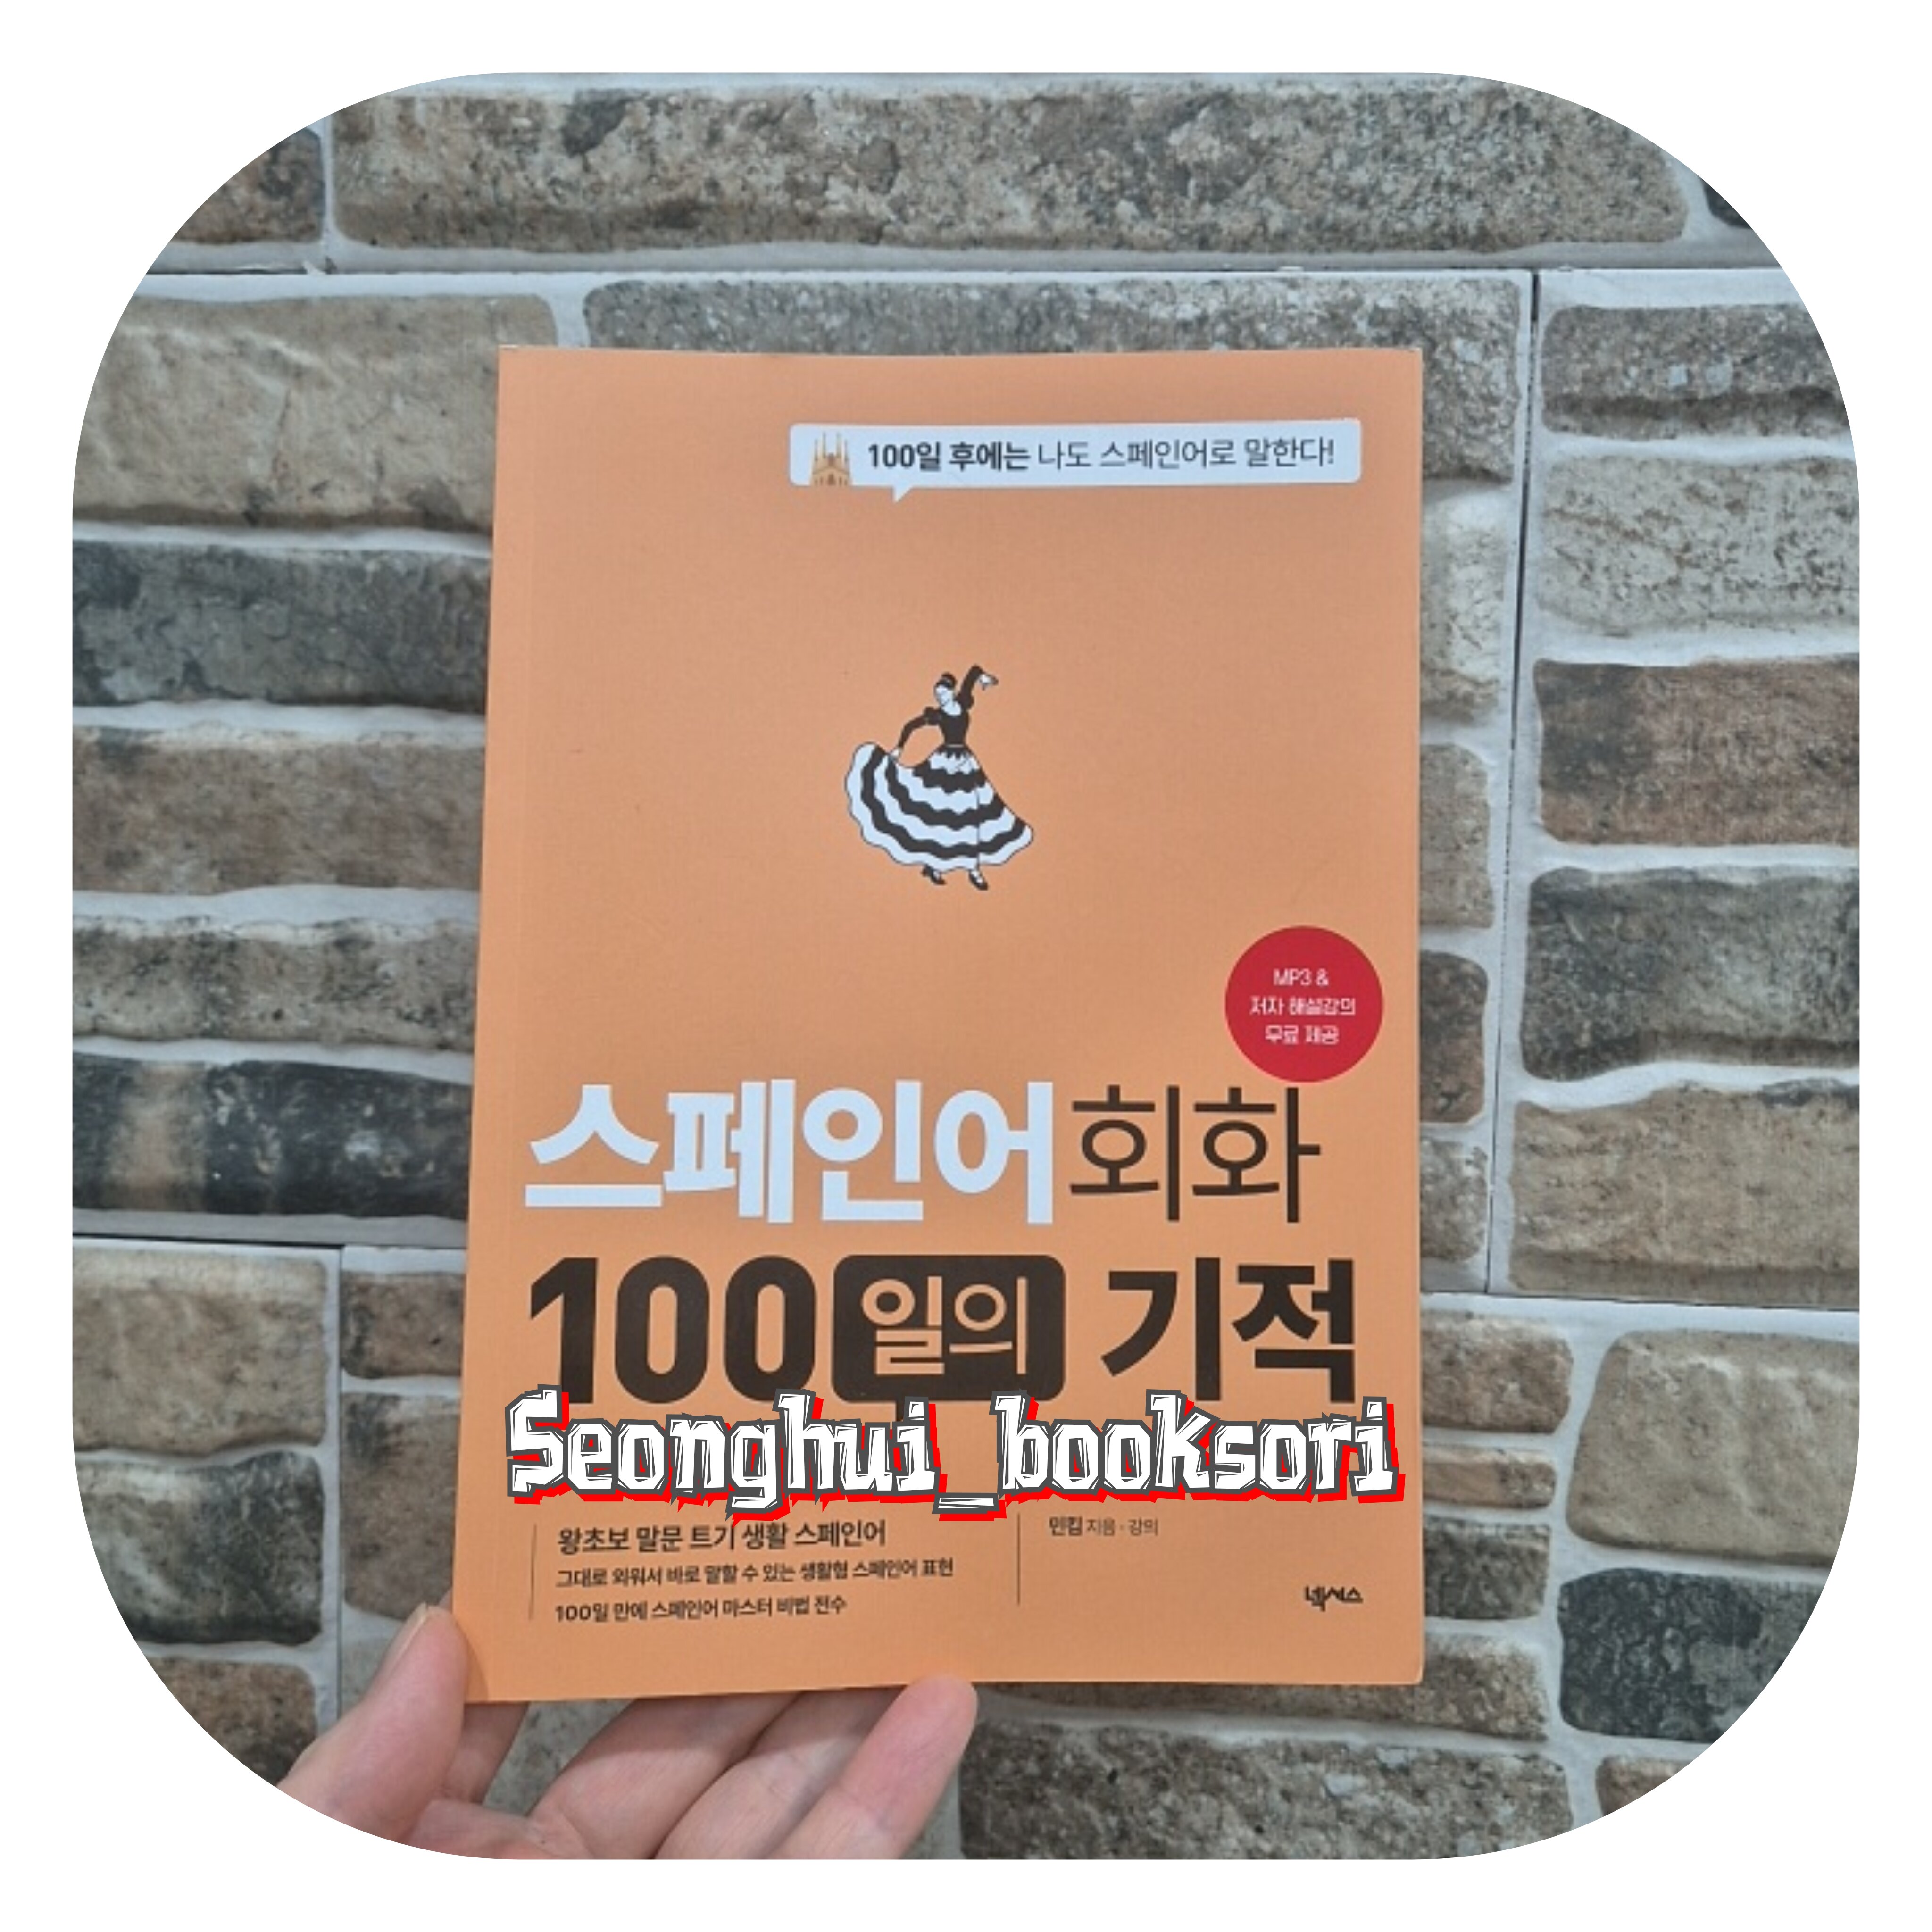 100일 후에는 나도 스페인어로 말한다!
MP3 &
저자 해설강의
무료 제공
스페인어회화
100일의 기적
Seonghui_booksori
왕초보 말문 트기 생활 스페인어
그대로 외워서 바로 말할 수 있는 생활형 스페인어 표현
100일 만에 스페인어 마스터 비법 전수
민킴 지음·강의
넥서스